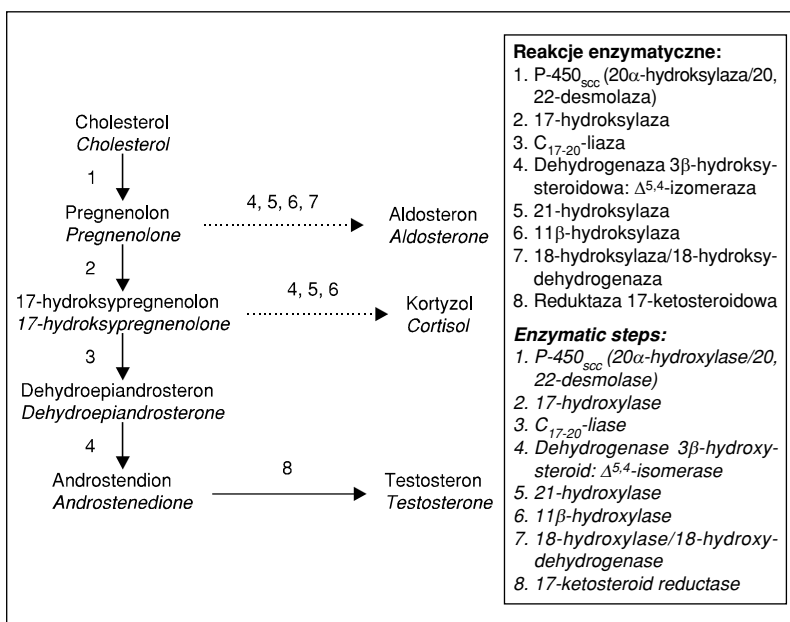 Cholesterol
Cholesterol
1
Pregnenolon
Pregnenolone
4, 5, 6, 7
Aldosteron
Aldosterone
2
17-hydroksypregnenolon
17-hydroksypregnenolone
4, 5, 6
Kortyzol
Cortisol
3
Dehydroepiandrosteron
Dehydroepiandrosterone
4
Androstendion
Androstenedione
8
Testosteron
Testosterone
Reakcje enzymatyczne:
1. P-450scc (20α-hydroksylaza/20,
22-desmolaza)
2. 17-hydroksylaza
3. C17-20-liaza
4. Dehydrogenaza 3β-hydroksy-
steroidowa: Δ5,4-izomeraza
5. 21-hydroksylaza
6. 11β-hydroksylaza
7. 18-hydroksylaza/18-hydroksy-
dehydrogenaza
8. Reduktaza 17-ketosteroidowa
Enzymatic steps:
1. P-450scc (20α-hydroxylase/20,
22-desmolase)
2. 17-hydroxylase
3. C17-20-liase
4. Dehydrogenase 3β-hydroxy-
steroid: Δ5,4-isomerase
5. 21-hydroxylase
6. 11β-hydroxylase
7. 18-hydroxylase/18-hydroxy-
dehydrogenase
8. 17-ketosteroid reductase